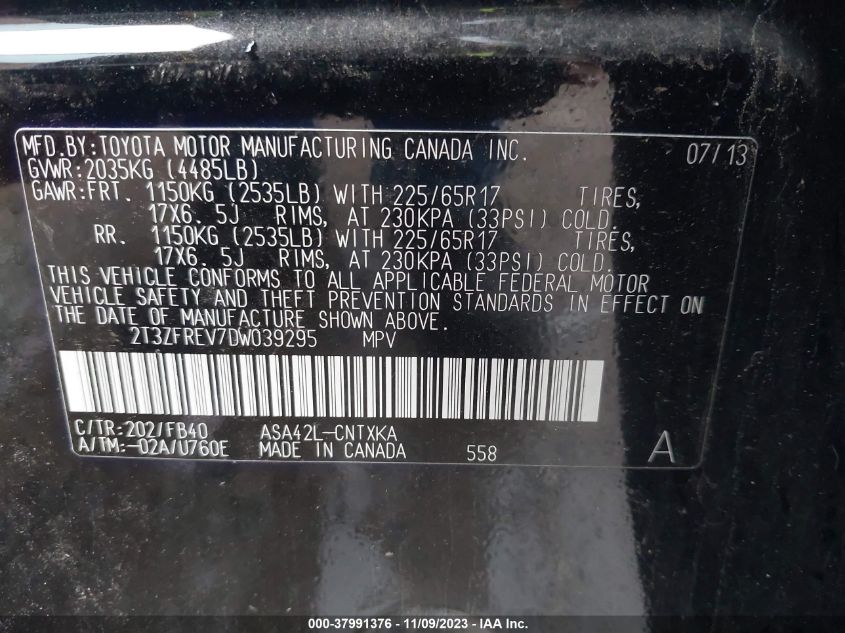 MFD.BY:TOYOTA MOTOR MANUFACTURING CANADA INC. 07/13
GVWR:2035KG (4485LB)
GAWR:FRT. 1150KG (2535LB) WITH 225/65R17 TIRES,
17X6. 5J RIMS, AT 230KPA (33PSI) COLD.
RR. 1150KG (2535LB) WITH 225/65R17 TIRES,
17X6. 5J RIMS, AT 230KPA (33PSI) COLD.
THIS VEHICLE CONFORMS TO ALL APPLICABLE FEDERAL MOTOR
VEHICLE SAFETY AND THEFT PREVENTION STANDARDS IN EFFECT ON
THE DATE OF MANUFACTURE SHOWN ABOVE.
2T3ZFREV7DW039295 MPV
C/TR:202/FB40 ASA42L-CNTXKA
A/TM:-02A/U760E MADE IN CANADA 558 A
000-37991376 - 11/09/2023 - IAA Inc.